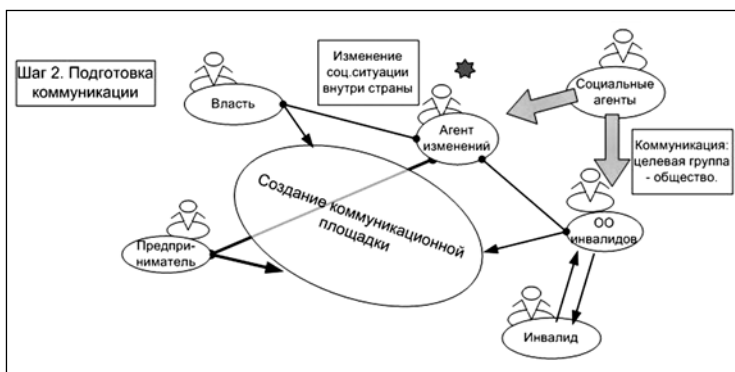 Шаг 2. Подготовка
коммуникации
Власть
Изменение
соц.ситуации
внутри страны
Агент
изменений
Социальные
агенты
Коммуникация:
целевая группа
- общество.
Создание коммуникационной
площадки
Предпри-
ниматель
ОО
инвалидов
Инвалид